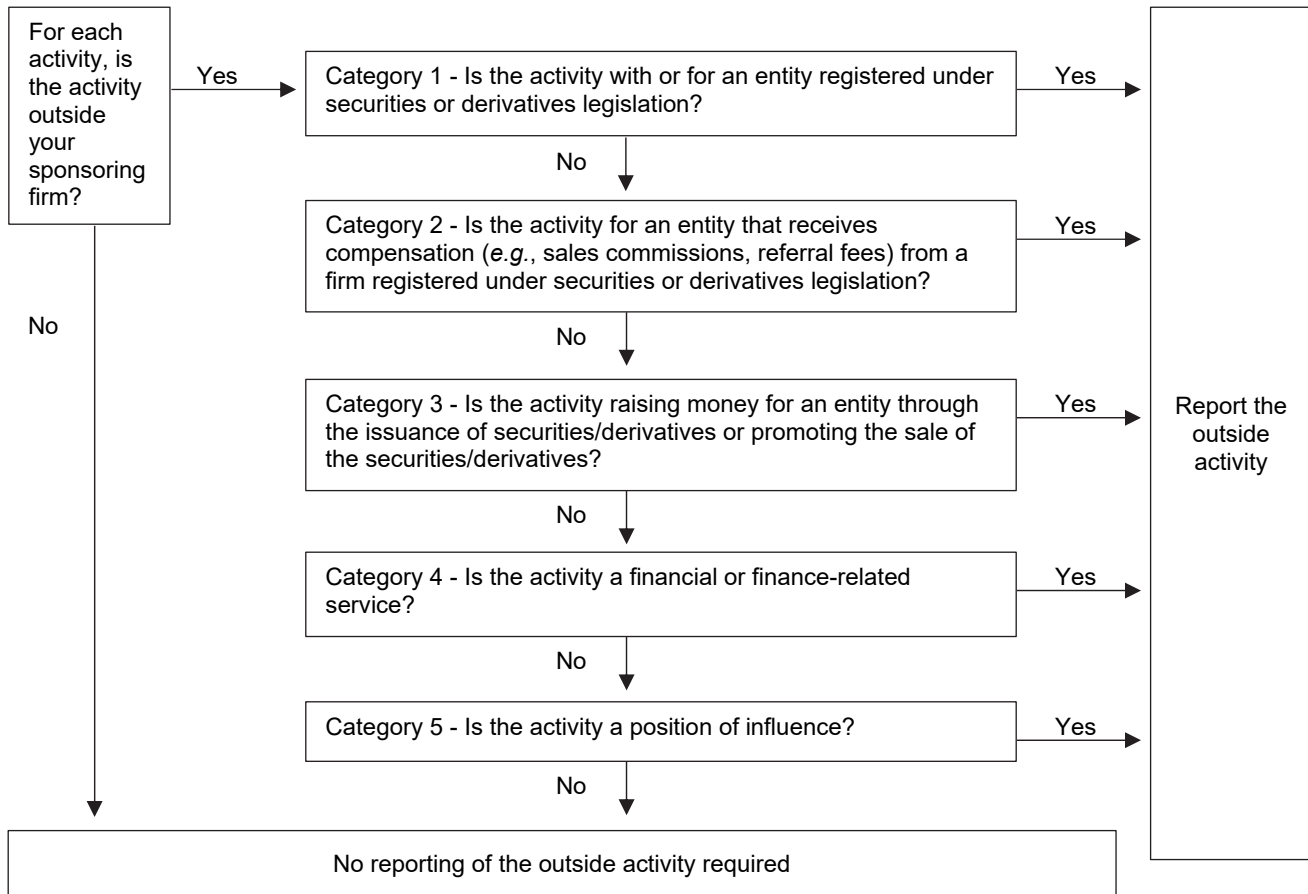 For each
activity, is
the activity
outside
your
sponsoring
firm?
Yes
Category 1 - Is the activity with or for an entity registered under
securities or derivatives legislation?
Yes
No
Category 2 - Is the activity for an entity that receives
compensation (e.g., sales commissions, referral fees) from a
firm registered under securities or derivatives legislation?
Yes
No
No
Category 3 - Is the activity raising money for an entity through
the issuance of securities/derivatives or promoting the sale of
the securities/derivatives?
Yes
Report the
outside
activity
No
Category 4 - Is the activity a financial or finance-related
service?
Yes
No
Category 5 - Is the activity a position of influence?
Yes
No
No reporting of the outside activity required